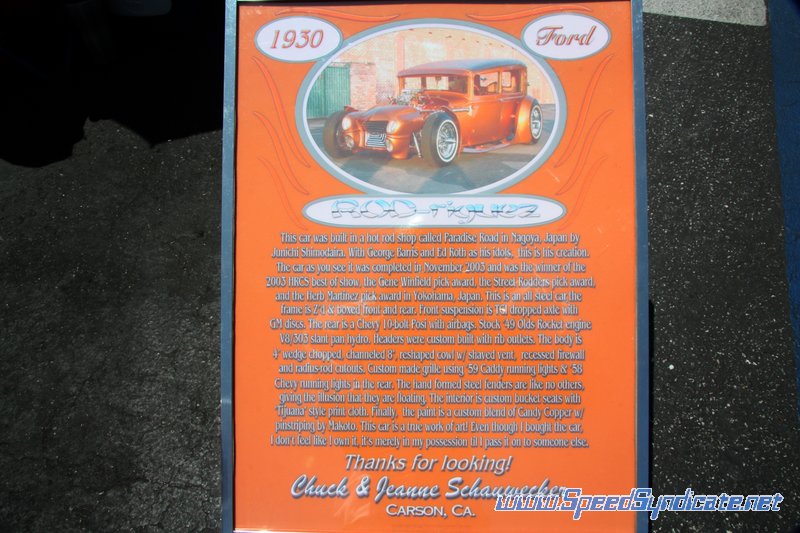 1930
Ford
ROD-riguez
This car was built in a hot rod shop called Paradise Road in Nagoya, Japan by
Junichi Shimodaira. With George Barris and Ed Roth as his idols, this is his creation.
The car as you see it was completed in November 2003 and was the winner of the
2003 HRCS best of show, the Gene Winfield pick award, the Street Rodders pick award,
and the Herb Martinez pick award in Yokohama, Japan. This is an all steel car the
frame is Z'd & boxed front and rear. Front suspension is TCI dropped axle with
GM discs. The rear is a Chevy 10-bolt Posi with airbags. Stock '49 Olds Rocket engine
V8/303 slant pan hydro. Headers were custom built with rib outlets. The body is
4" wedge chopped, channeled 8", reshaped cowl w/ shaved vent, recessed firewall
and radius-rod cutouts. Custom made grille using '59 Caddy running lights & '58
Chevy running lights in the rear. The hand formed steel fenders are like no others,
giving the illusion that they are floating. The interior is custom bucket seats with
'Tijuana' style print cloth. Finally, the paint is a custom blend of Candy Copper w/
pinstriping by Makoto. This car is a true work of art! Even though I bought the car,
I don't feel like I own it, it's merely in my possession til I pass it on to someone else.
Thanks for looking!
Chuck & Jeanne Schauwecker
CARSON, CA.
www.SpeedSyndicate.net